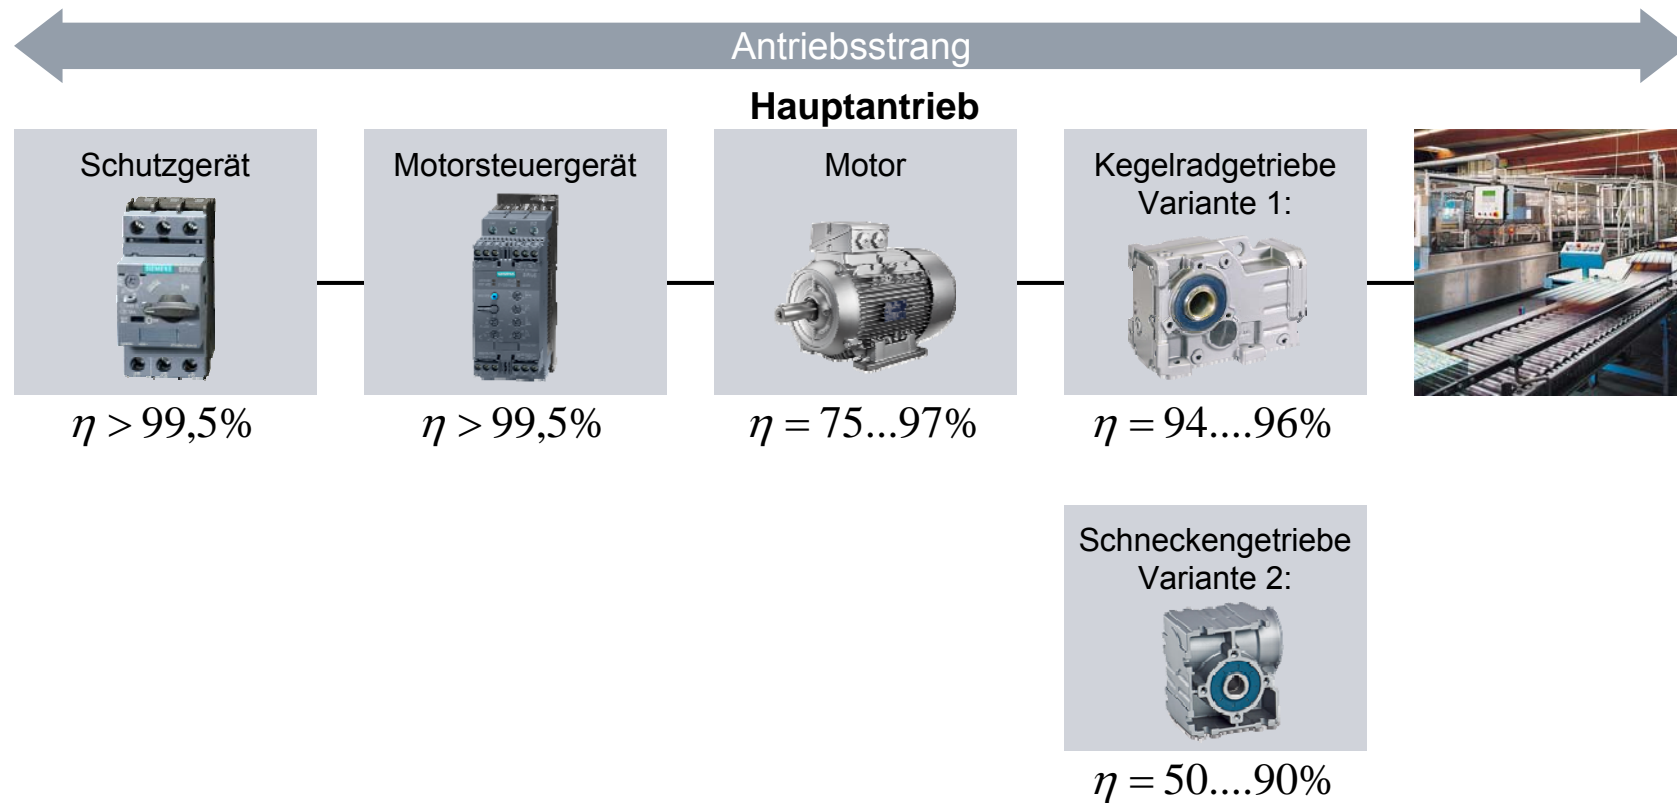 Antriebsstrang
Hauptantrieb
Schutzgerät
Motorsteuergerät
Motor
Kegelradgetriebe
Variante 1:
SIEMENS
η > 99,5%
η > 99,5%
η = 75...97%
η = 94....96%
Schneckengetriebe
Variante 2:
η = 50....90%